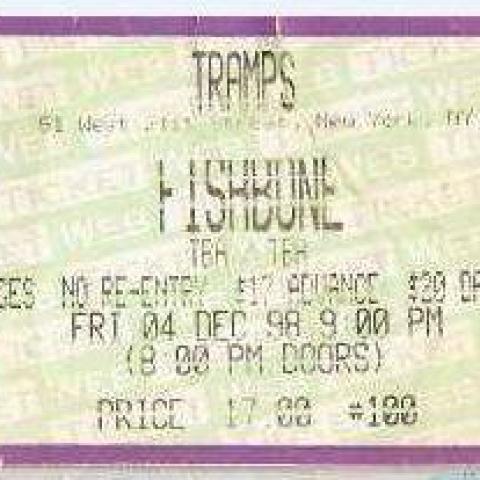 TRAMPS
51 West 21st Street, New York, NY
FISHBONE
TBA TBA
GES NO RE-ENTRY $17 ADVANCE $20 DA
FRI 04 DEC 98 9:00 PM
(8:00 PM DOORS)
PRICE 17.00 #100